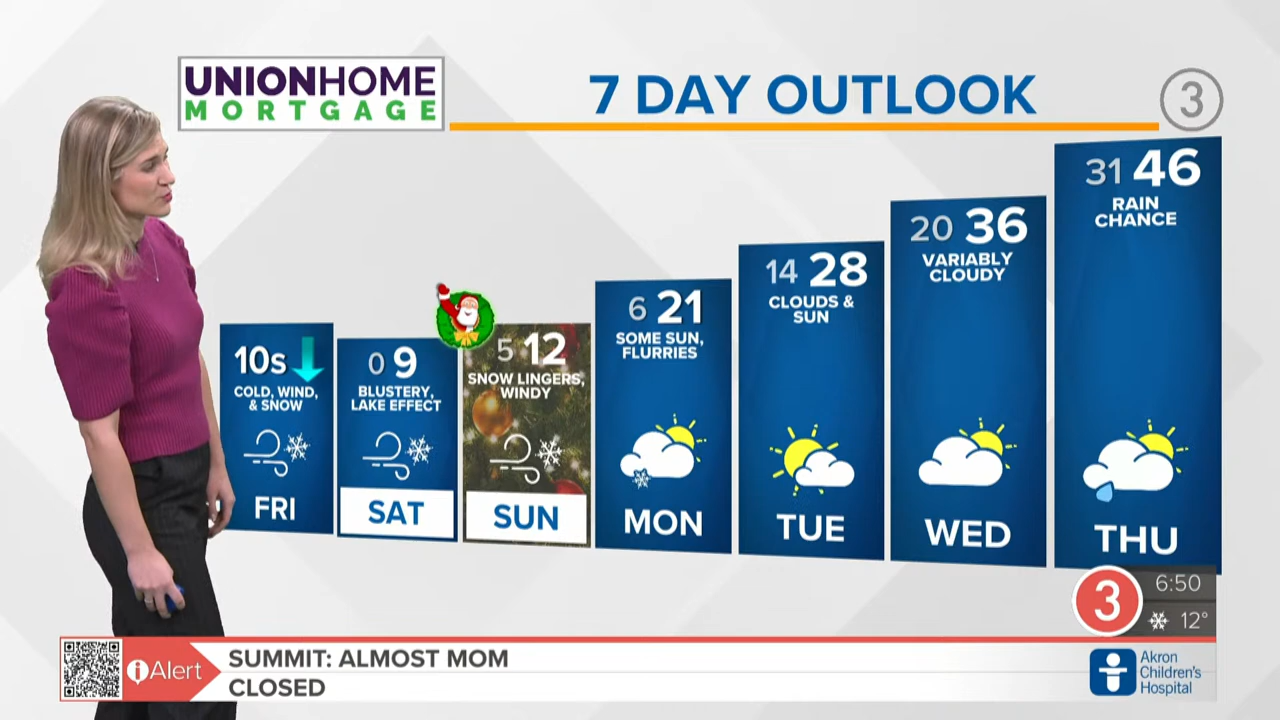 UNIONHOME
MORTGAGE
7 DAY OUTLOOK
3
10s
COLD, WIND,
& SNOW
FRI
0 9
BLUSTERY,
LAKE EFFECT
SAT
5 12
SNOW LINGERS,
WINDY
SUN
6 21
SOME SUN,
FLURRIES
MON
14 28
CLOUDS &
SUN
TUE
20 36
VARIABLY
CLOUDY
WED
31 46
RAIN
CHANCE
THU
3
6:50
12°
iAlert
SUMMIT: ALMOST MOM
CLOSED
Akron
Children's
Hospital